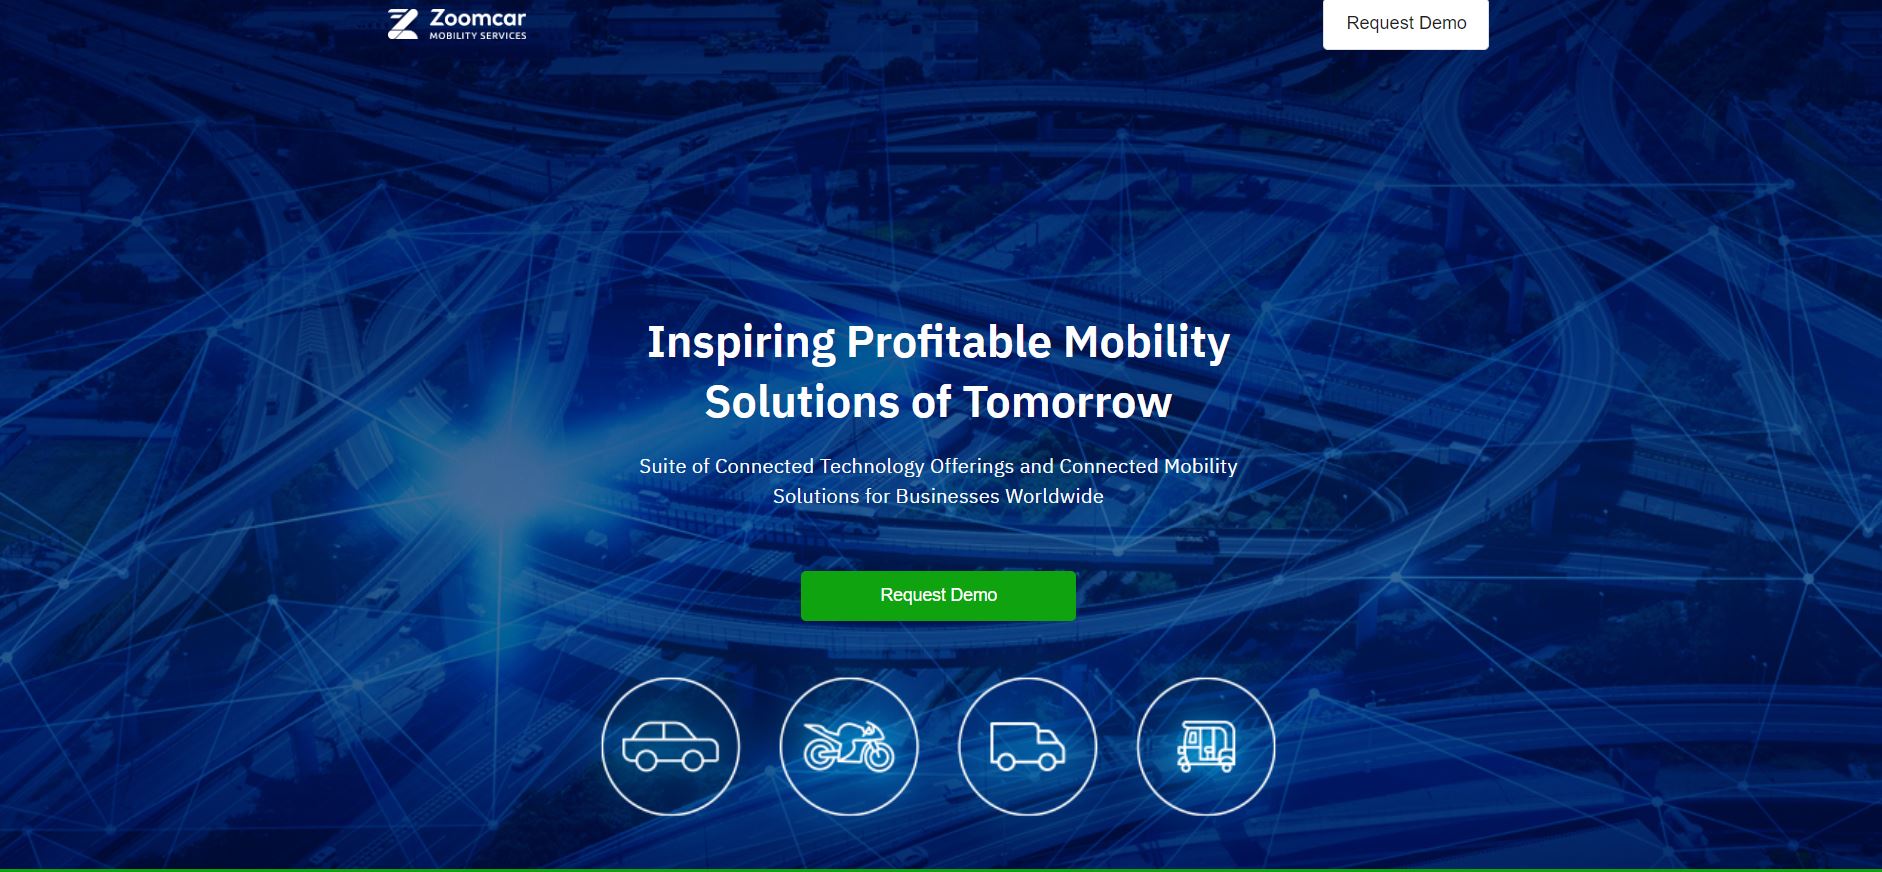 Zoomcar
MOBILITY SERVICES
Request Demo
Inspiring Profitable Mobility
Solutions of Tomorrow
Suite of Connected Technology Offerings and Connected Mobility
Solutions for Businesses Worldwide
Request Demo